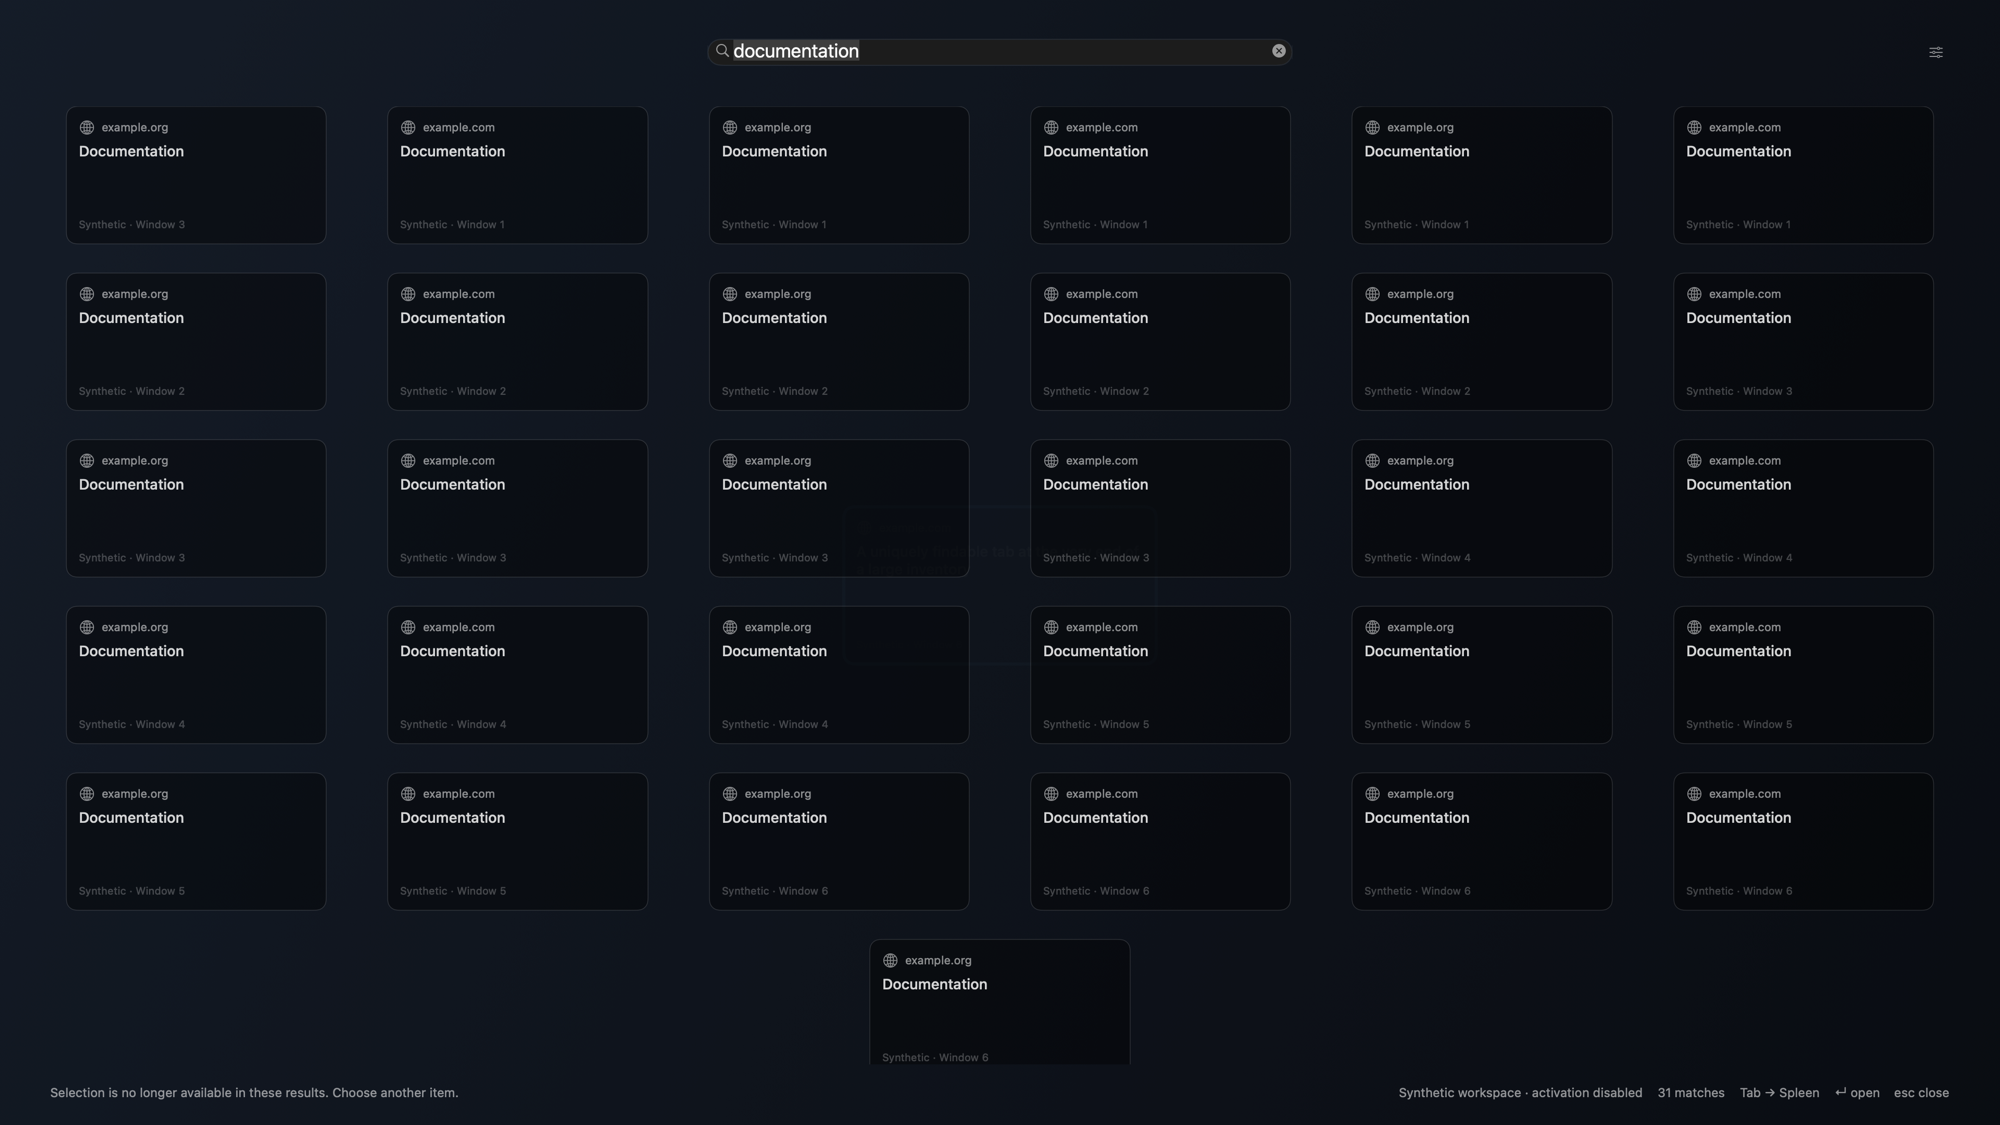 documentation
example.org
Documentation
Synthetic · Window 3
example.com
Documentation
Synthetic · Window 1
example.org
Documentation
Synthetic · Window 1
example.com
Documentation
Synthetic · Window 1
example.org
Documentation
Synthetic · Window 1
example.com
Documentation
Synthetic · Window 1
example.org
Documentation
Synthetic · Window 2
example.com
Documentation
Synthetic · Window 2
example.org
Documentation
Synthetic · Window 2
example.com
Documentation
Synthetic · Window 2
example.org
Documentation
Synthetic · Window 2
example.com
Documentation
Synthetic · Window 3
example.org
Documentation
Synthetic · Window 3
example.com
Documentation
Synthetic · Window 3
example.org
Documentation
Synthetic · Window 3
example.com
Documentation
Synthetic · Window 3
example.org
Documentation
Synthetic · Window 4
example.com
Documentation
Synthetic · Window 4
example.org
Documentation
Synthetic · Window 4
example.com
Documentation
Synthetic · Window 4
example.org
Documentation
Synthetic · Window 4
example.com
Documentation
Synthetic · Window 5
example.org
Documentation
Synthetic · Window 5
example.com
Documentation
Synthetic · Window 5
example.org
Documentation
Synthetic · Window 5
example.com
Documentation
Synthetic · Window 5
example.org
Documentation
Synthetic · Window 6
example.com
Documentation
Synthetic · Window 6
example.org
Documentation
Synthetic · Window 6
example.com
Documentation
Synthetic · Window 6
example.org
Documentation
Synthetic · Window 6
Selection is no longer available in these results. Choose another item.
Synthetic workspace · activation disabled 31 matches Tab → Spleen ↵ open esc close